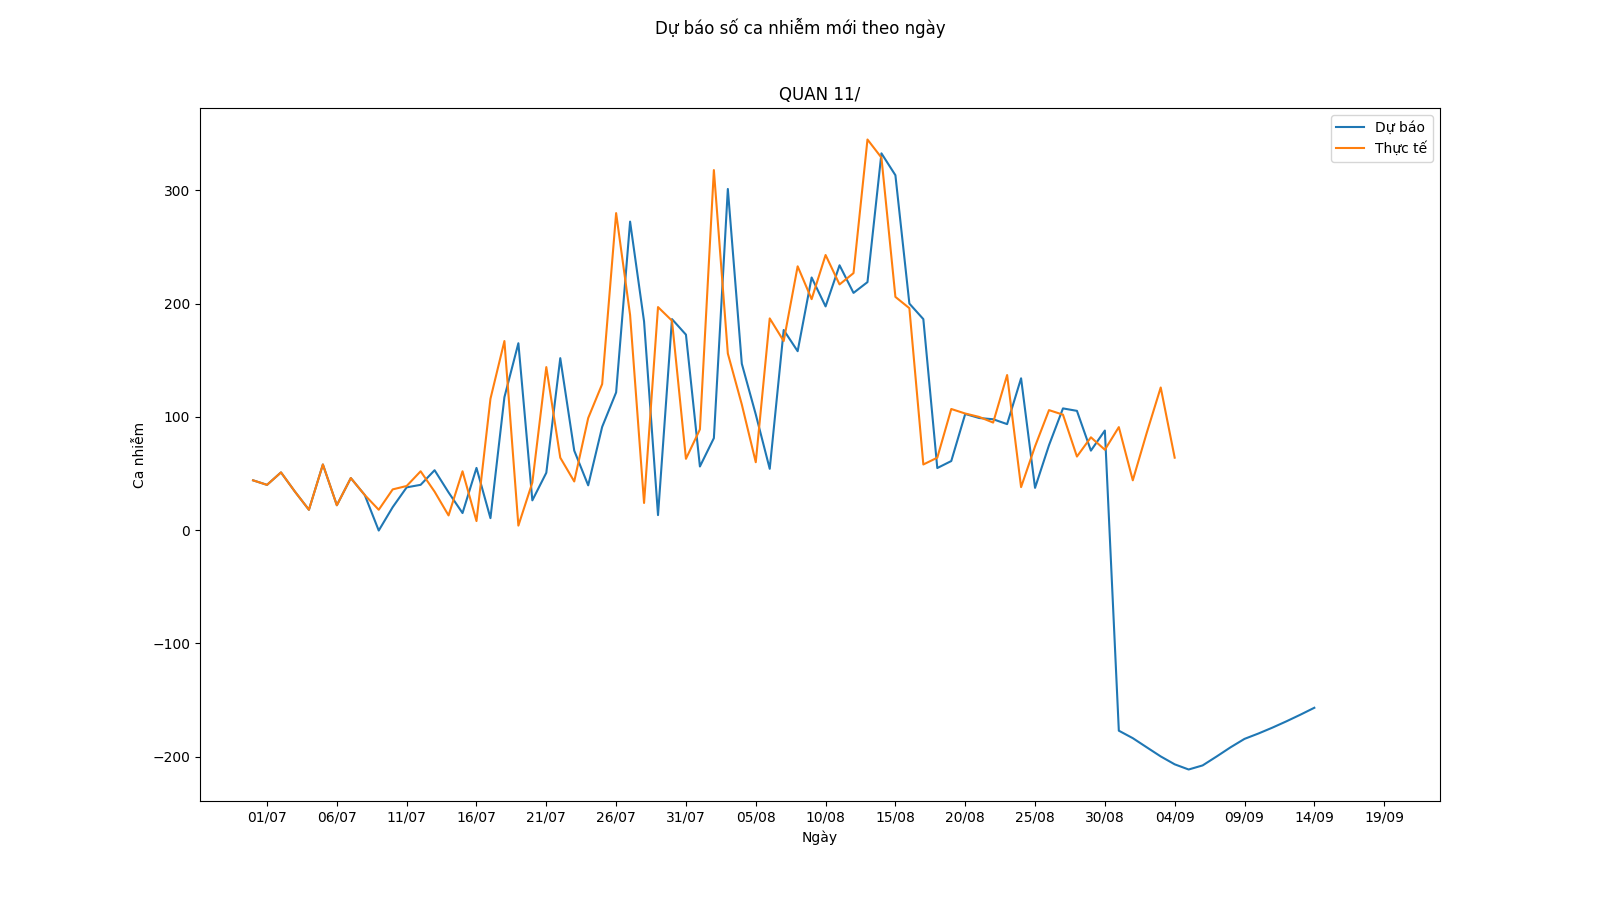 Dự báo số ca nhiễm mới theo ngày
QUAN 11/
Dự báo
Thực tế
Ca nhiễm
300
200
100
0
−100
−200
01/07 06/07 11/07 16/07 21/07 26/07 31/07 05/08 10/08 15/08 20/08 25/08 30/08 04/09 09/09 14/09 19/09
Ngày